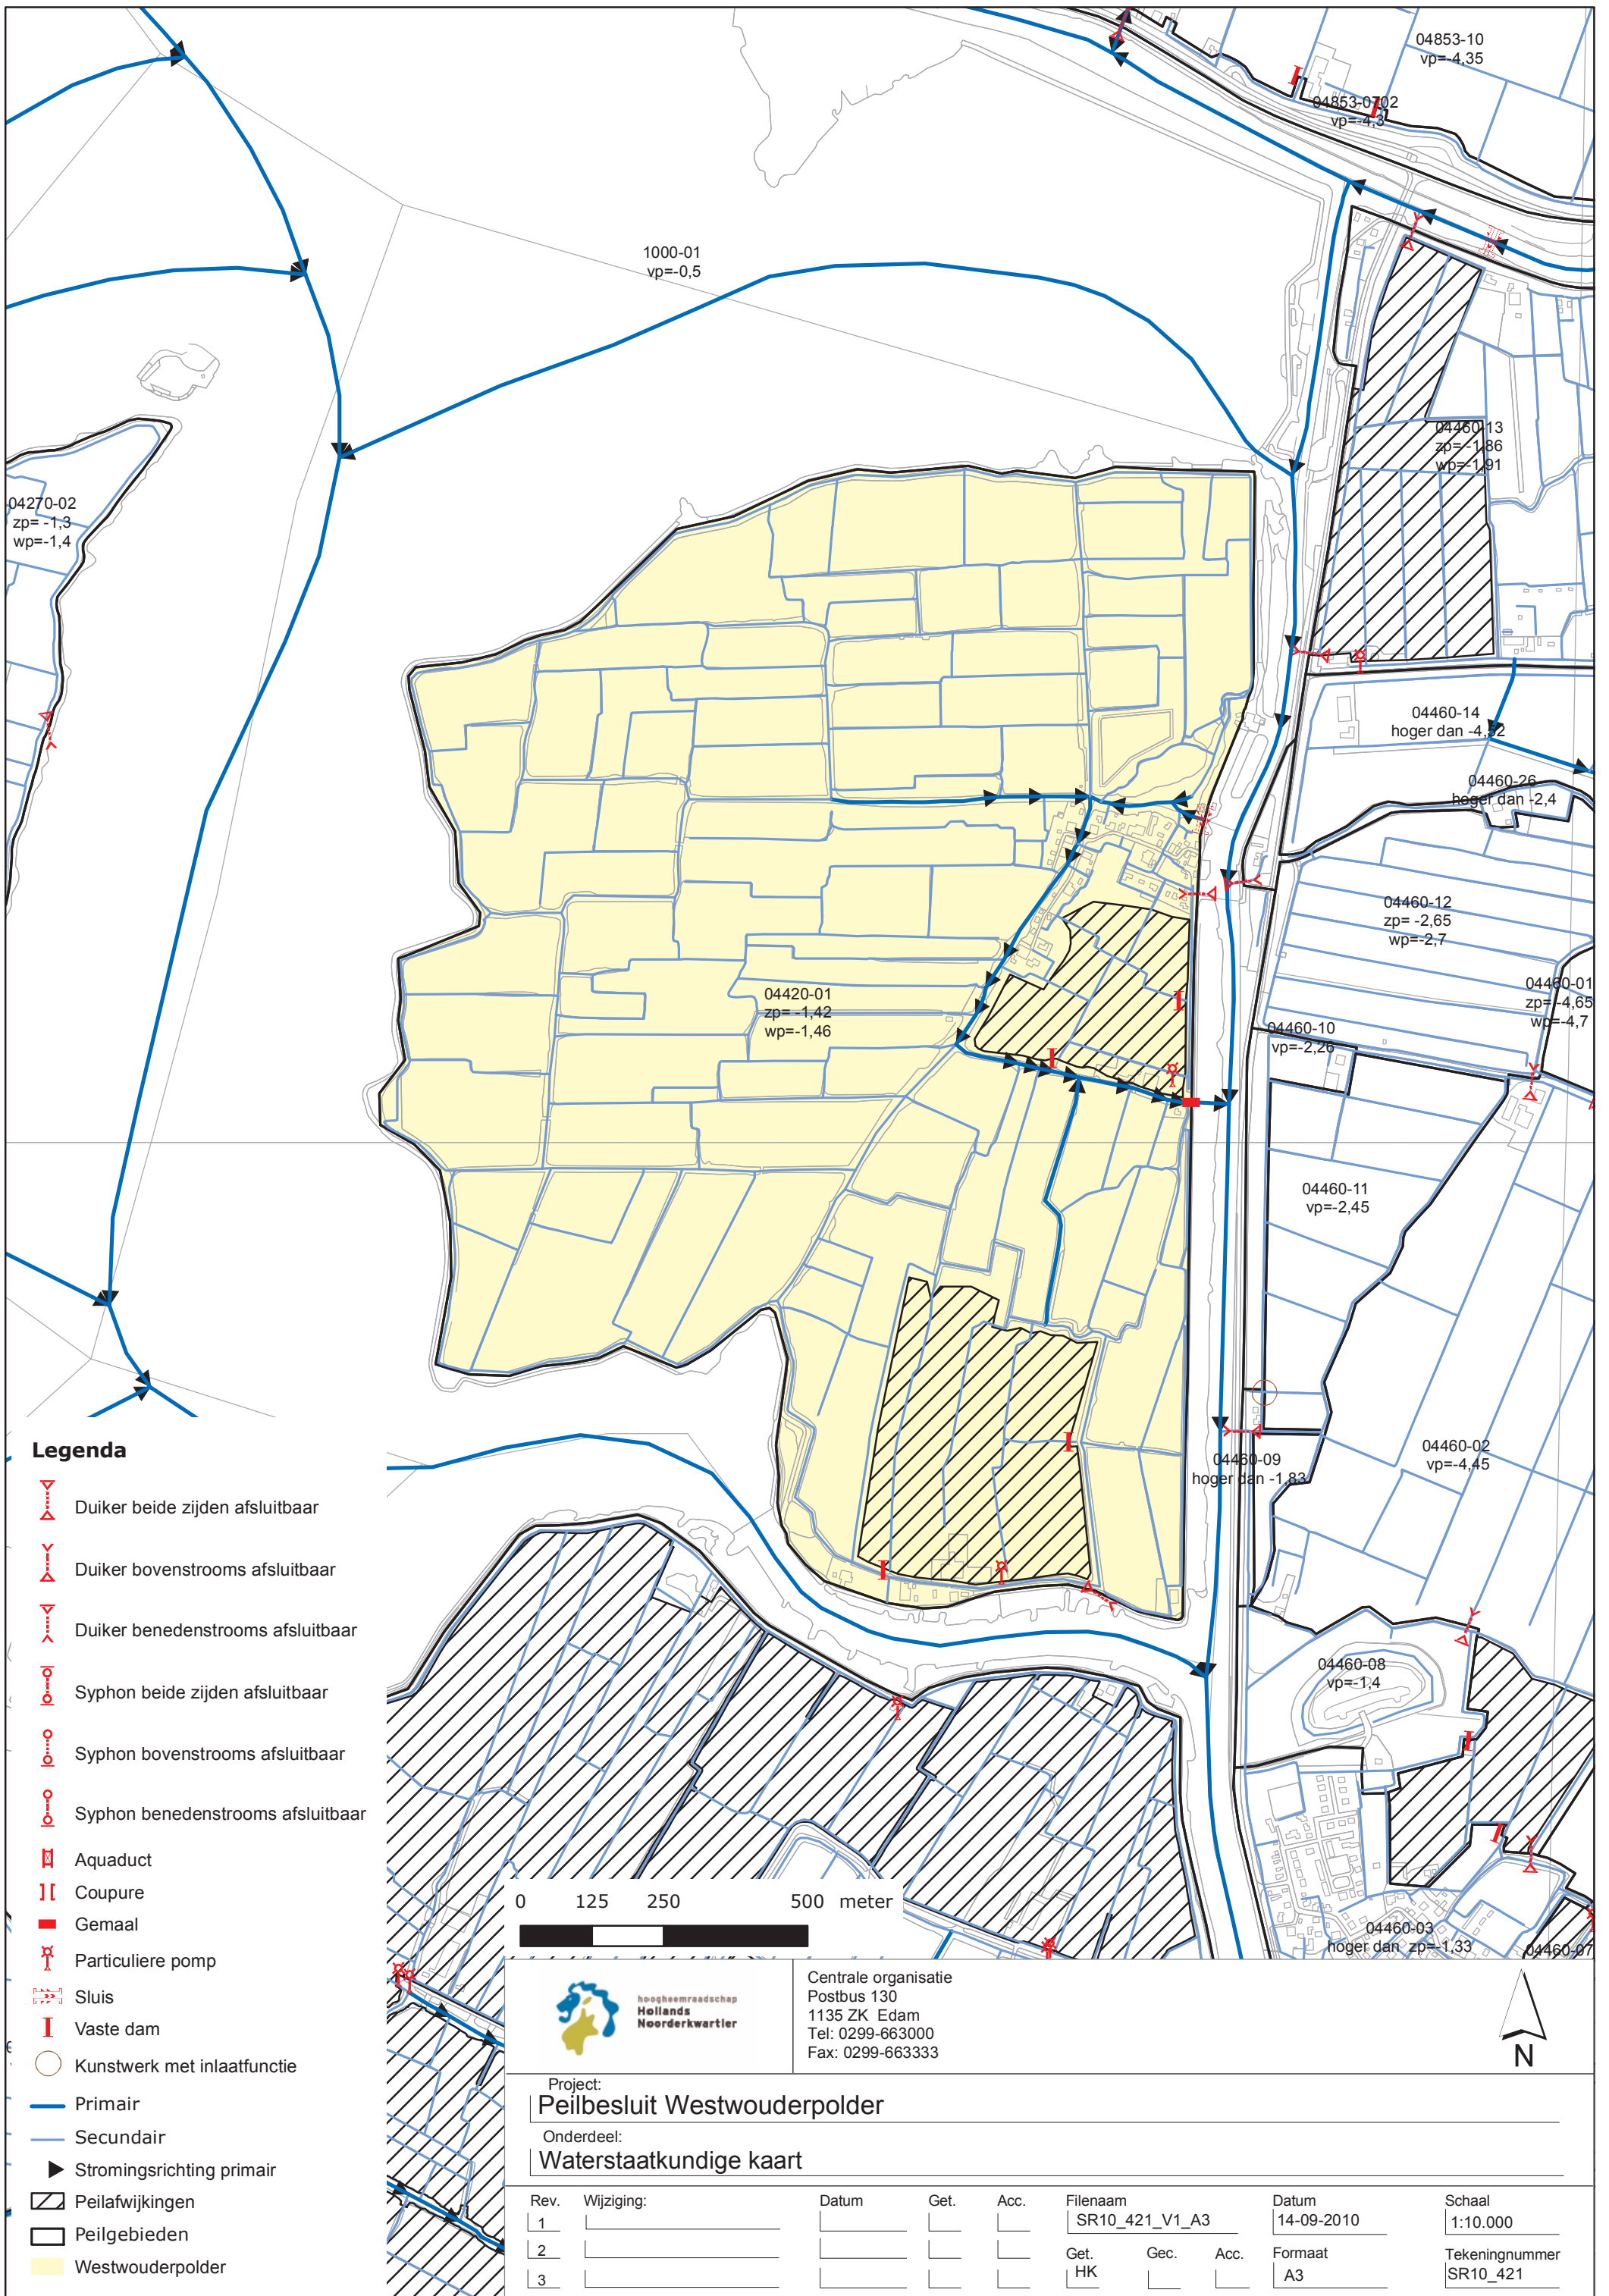 04853-10
vp=-4,35
04853-0702
vp=-4,3
1000-01
vp=-0,5
04460-13
zp=-1,86
wp=-1,91
04270-02
zp= -1,3
wp=-1,4
04460-14
hoger dan -4,52
04460-26
hoger dan -2,4
04460-12
zp= -2,65
wp=-2,7
04420-01
zp= -1,42
wp=-1,46
04460-01
zp=-4,65
wp=-4,7
04460-10
vp=-2,26
04460-11
vp=-2,45
04460-09
hoger dan -1,83
04460-02
vp=-4,45
04460-08
vp=-1,4
04460-03
hoger dan  zp=-1,33
04460-07
Legenda
Duiker beide zijden afsluitbaar
Duiker bovenstrooms afsluitbaar
Duiker benedenstrooms afsluitbaar
Syphon beide zijden afsluitbaar
Syphon bovenstrooms afsluitbaar
Syphon benedenstrooms afsluitbaar
Aquaduct
Coupure
Gemaal
Particuliere pomp
Sluis
Vaste dam
Kunstwerk met inlaatfunctie
Primair
Secundair
Stromingsrichting primair
Peilafwijkingen
Peilgebieden
Westwouderpolder
0 125 250 500 meter
hoogheemraadschap
Hollands
Noorderkwartier
Centrale organisatie
Postbus 130
1135 ZK  Edam
Tel: 0299-663000
Fax: 0299-663333
N
Project:
Peilbesluit Westwouderpolder
Onderdeel:
Waterstaatkundige kaart
Rev. Wijziging: Datum Get. Acc. Filenaam Datum Schaal
1 SR10_421_V1_A3 14-09-2010 1:10.000
2 Get. Gec. Acc. Formaat Tekeningnummer
3 HK A3 SR10_421